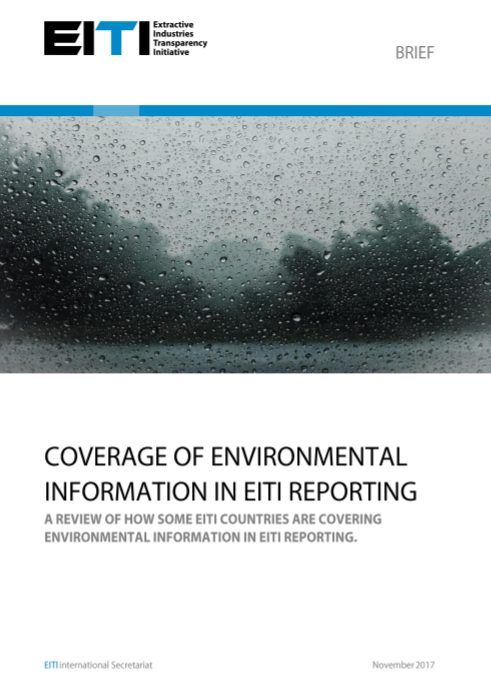 EITI
Extractive
Industries
Transparency
Initiative
BRIEF
COVERAGE OF ENVIRONMENTAL
INFORMATION IN EITI REPORTING
A REVIEW OF HOW SOME EITI COUNTRIES ARE COVERING
ENVIRONMENTAL INFORMATION IN EITI REPORTING.
EITI international Secretariat
November 2017